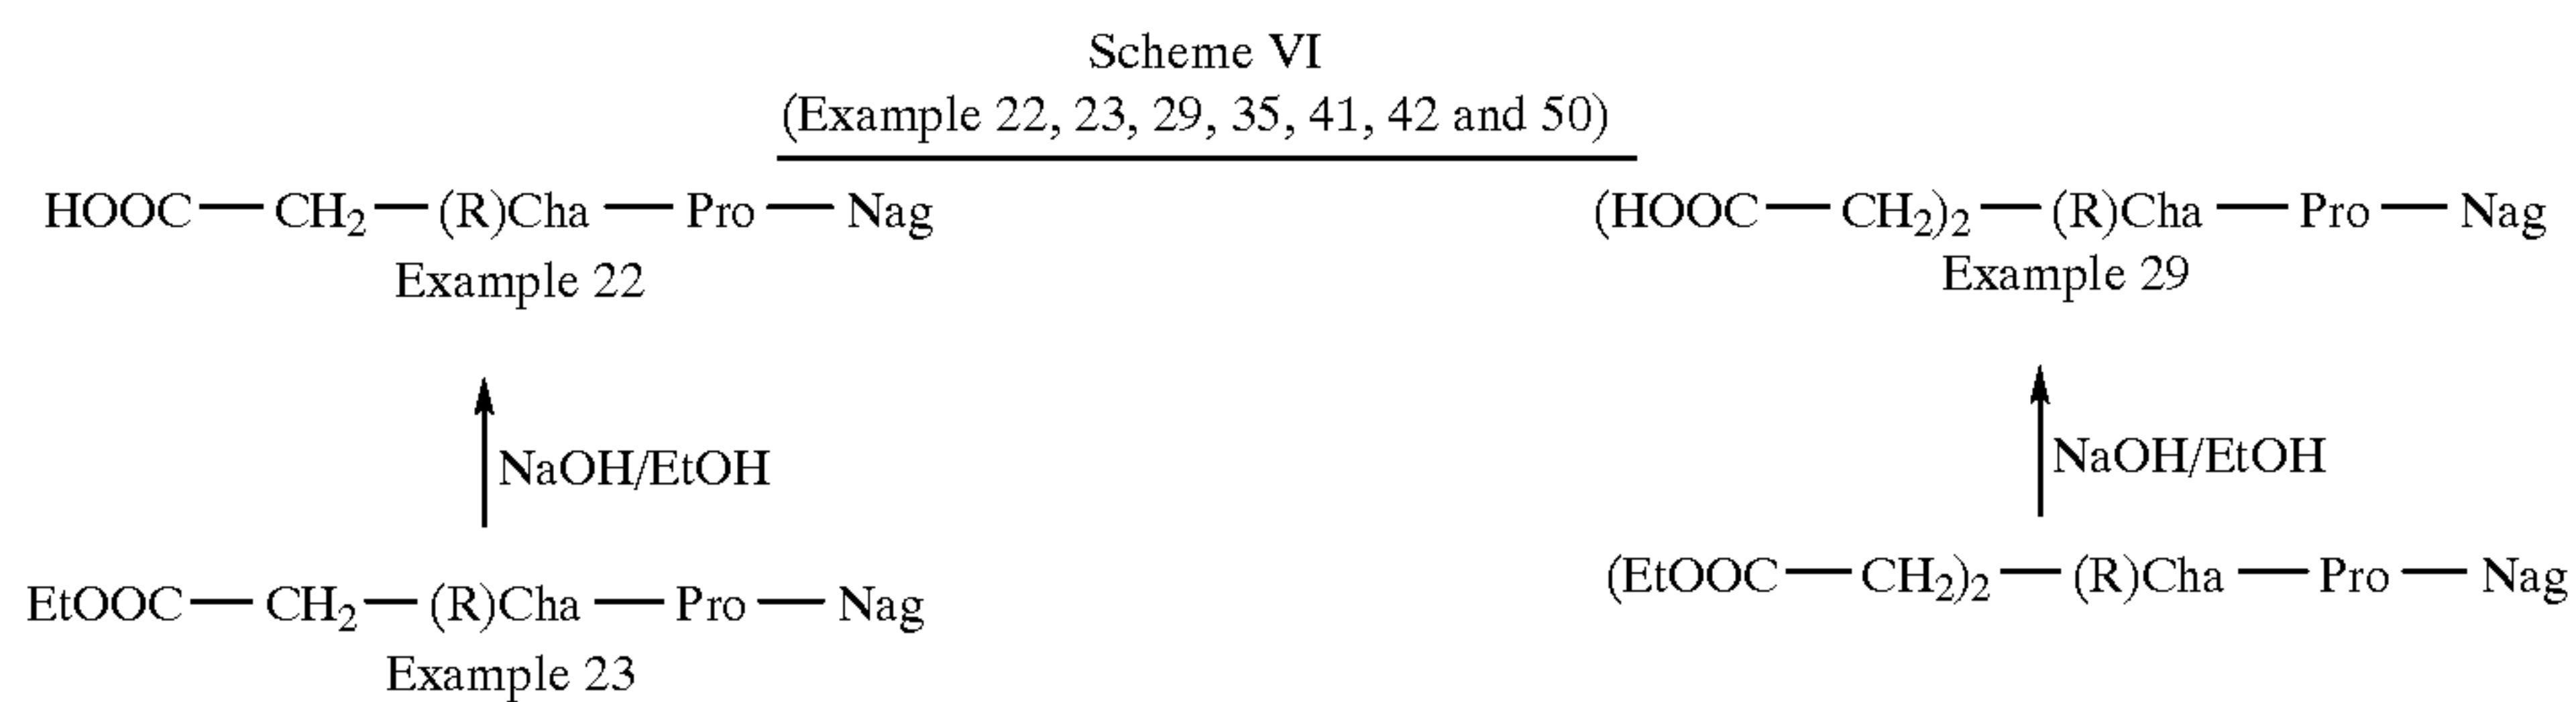 Scheme VI
(Example 22, 23, 29, 35, 41, 42 and 50)
HOOC—CH₂—(R)Cha—Pro—Nag
Example 22
(HOOC—CH₂)₂—(R)Cha—Pro—Nag
Example 29
NaOH/EtOH
NaOH/EtOH
EtOOC—CH₂—(R)Cha—Pro—Nag
Example 23
(EtOOC—CH₂)₂—(R)Cha—Pro—Nag